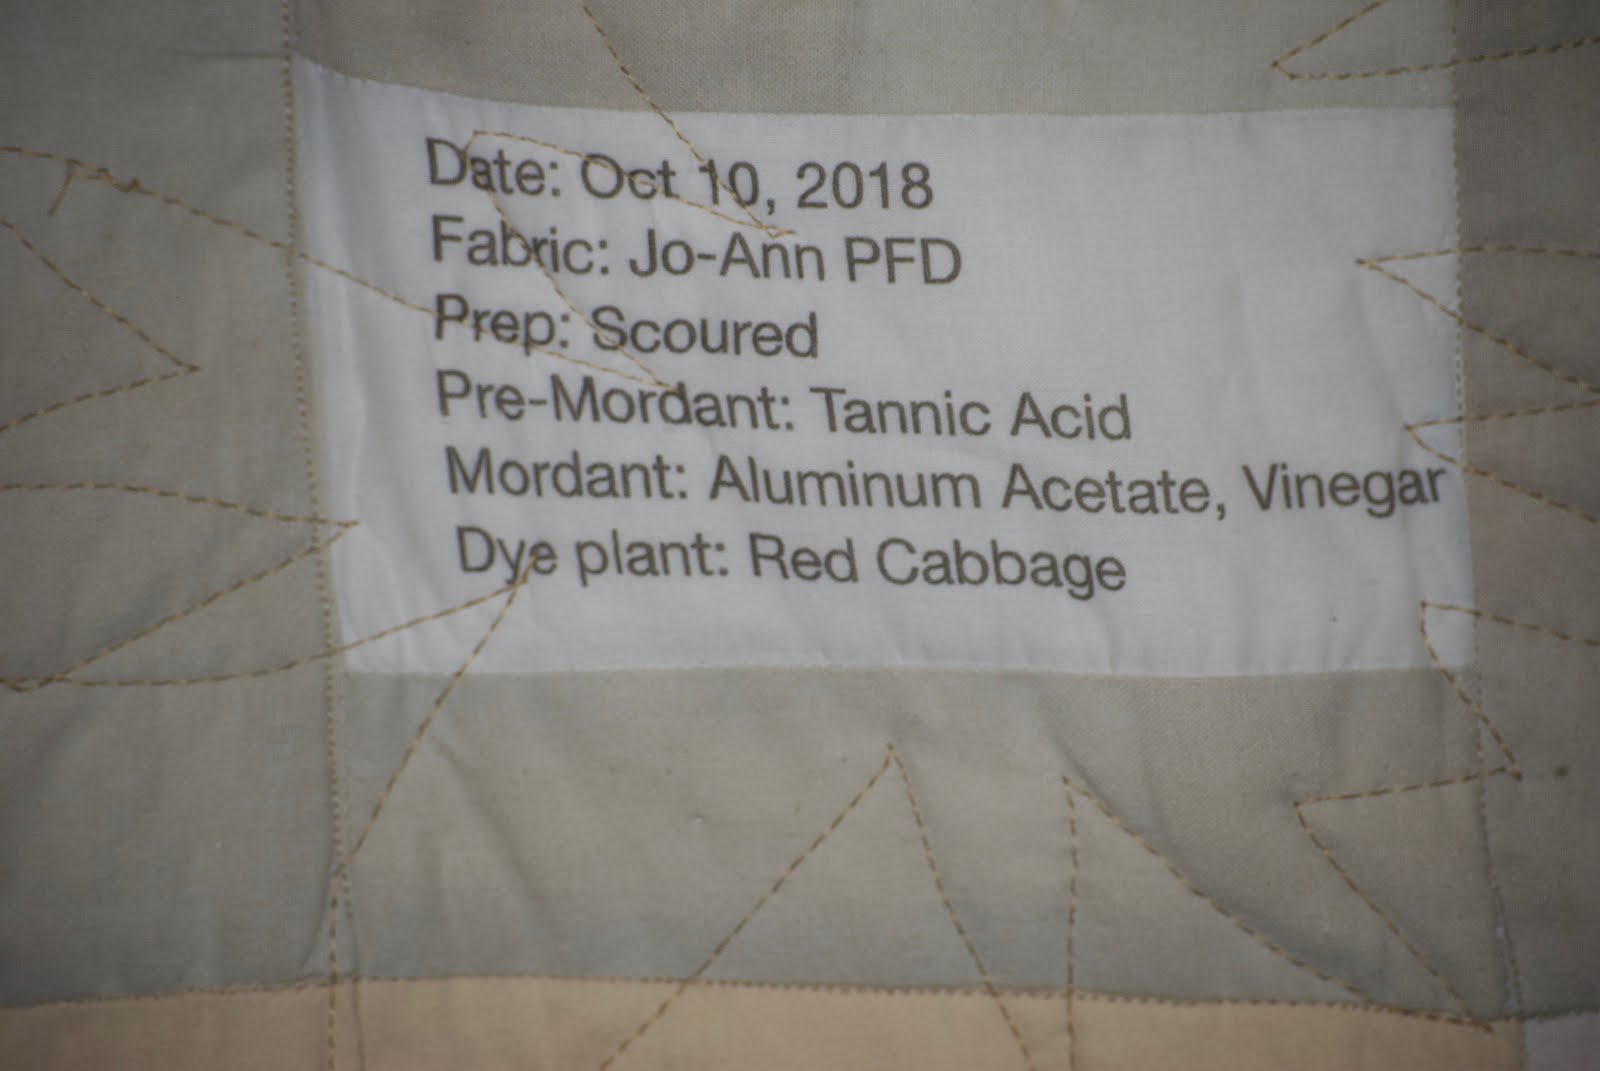 Date: Oct 10, 2018
Fabric: Jo-Ann PFD
Prep: Scoured
Pre-Mordant: Tannic Acid
Mordant: Aluminum Acetate, Vinegar
Dye plant: Red Cabbage